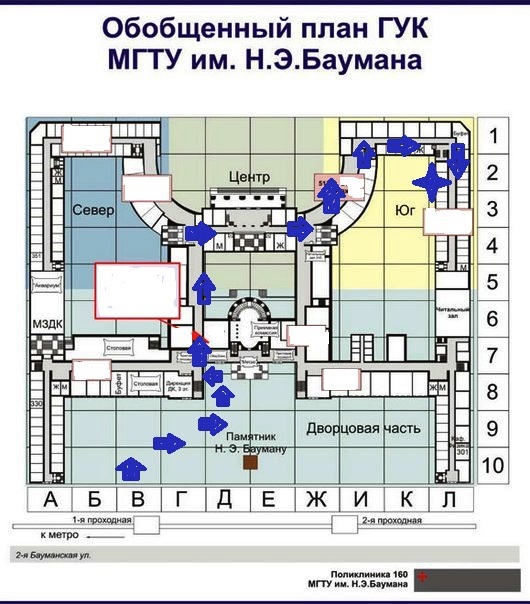 Обобщенный план ГУК
МГТУ им. Н.Э.Баумана
Буфет
1
Ж
Центр
2
Север
Юг
3
М
Ж
4
351
"Аквариум"
5
МЗДК
Приемная комиссия
Читальный зал
6
Столовая
7
Ж М
Буфет
Столовая
Дирекция ДК, 3 эт.
М Ж
8
330
Памятник
Н. Э. Бауману
Дворцовая часть
9
301
10
А Б В Г Д Е Ж И К Л
1-я проходная
2-я проходная
к метро
2-я Бауманская ул.
Поликлиника 160
МГТУ им. Н.Э.Баумана